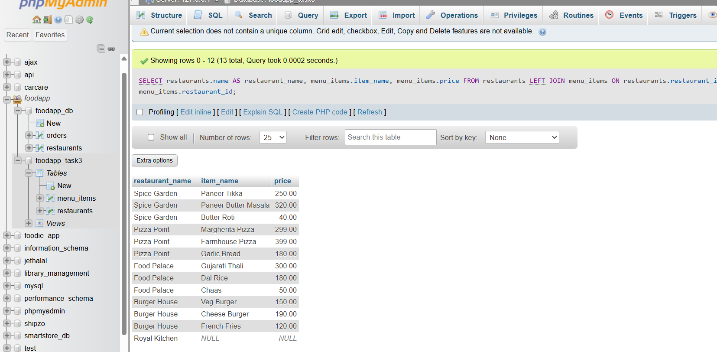 phpMyAdmin
Recent Favorites
ajax
api
carcare
foodapp
foodapp_db
New
orders
restaurants
foodapp_task3
Tables
New
menu_items
restaurants
Views
foodie_app
information_schema
jethalal
library_management
mysql
performance_schema
phpmyadmin
shipzo
smartstore_db
test
Structure SQL Search Query Export Import Operations Privileges Routines Events Triggers
Current selection does not contain a unique column. Grid edit, checkbox, Edit, Copy and Delete features are not available.
Showing rows 0 - 12 (13 total, Query took 0.0002 seconds.)
SELECT restaurants.name AS restaurant_name, menu_items.item_name, menu_items.price FROM restaurants LEFT JOIN menu_items ON restaurants.restaurant_i
menu_items.restaurant_id;
Profiling [ Edit inline ] [ Edit ] [ Explain SQL ] [ Create PHP code ] [ Refresh ]
Show all Number of rows: 25 Filter rows: Search this table Sort by key: None
Extra options
restaurant_name item_name price
Spice Garden Paneer Tikka 250.00
Spice Garden Paneer Butter Masala 320.00
Spice Garden Butter Roti 40.00
Pizza Point Margherita Pizza 299.00
Pizza Point Farmhouse Pizza 399.00
Pizza Point Garlic Bread 180.00
Food Palace Gujarati Thali 300.00
Food Palace Dal Rice 180.00
Food Palace Chaas 50.00
Burger House Veg Burger 150.00
Burger House Cheese Burger 190.00
Burger House French Fries 120.00
Royal Kitchen NULL NULL